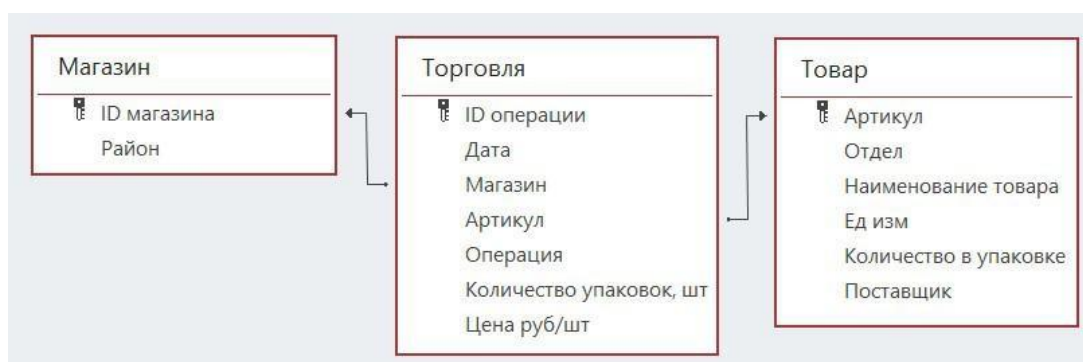 Магазин
ID магазина
Район
Торговля
ID операции
Дата
Магазин
Артикул
Операция
Количество упаковок, шт
Цена руб/шт
Товар
Артикул
Отдел
Наименование товара
Ед изм
Количество в упаковке
Поставщик